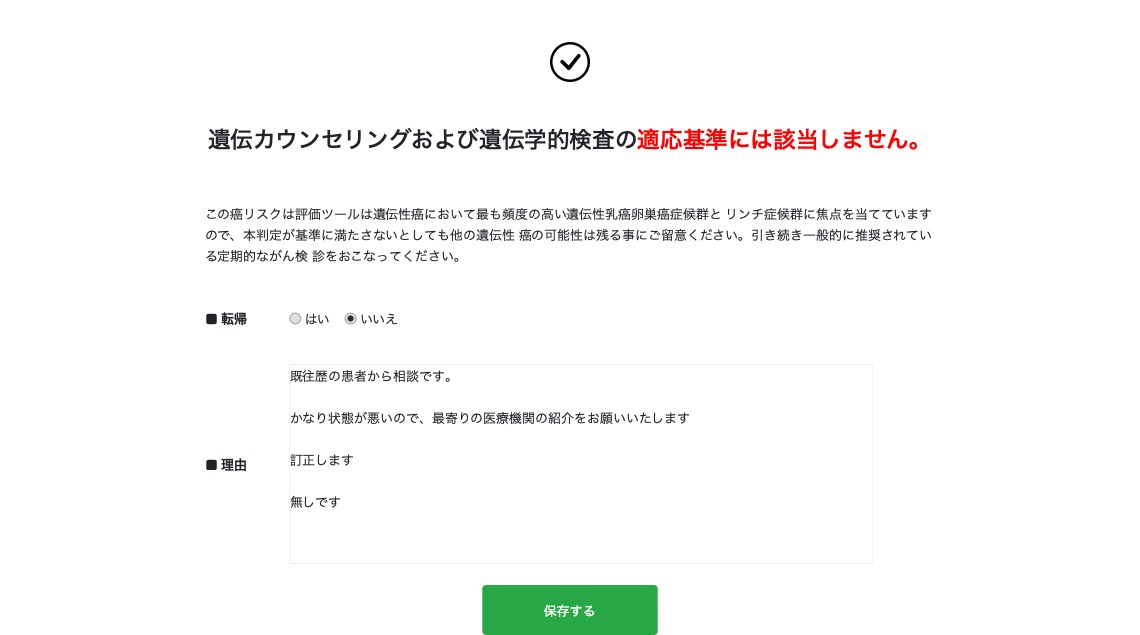 遺伝カウンセリングおよび遺伝学的検査の適応基準には該当しません。
この癌リスクは評価ツールは遺伝性癌において最も頻度の高い遺伝性乳癌卵巣癌症候群と リンチ症候群に焦点を当てています
ので、本判定が基準に満たさないとしても他の遺伝性 癌の可能性は残る事にご留意ください。引き続き一般的に推奨されてい
る定期的ながん検 診をおこなってください。
■ 転帰 はい いいえ
既往歴の患者から相談です。
かなり状態が悪いので、最寄りの医療機関の紹介をお願いいたします
訂正します
■ 理由
無しです
保存する